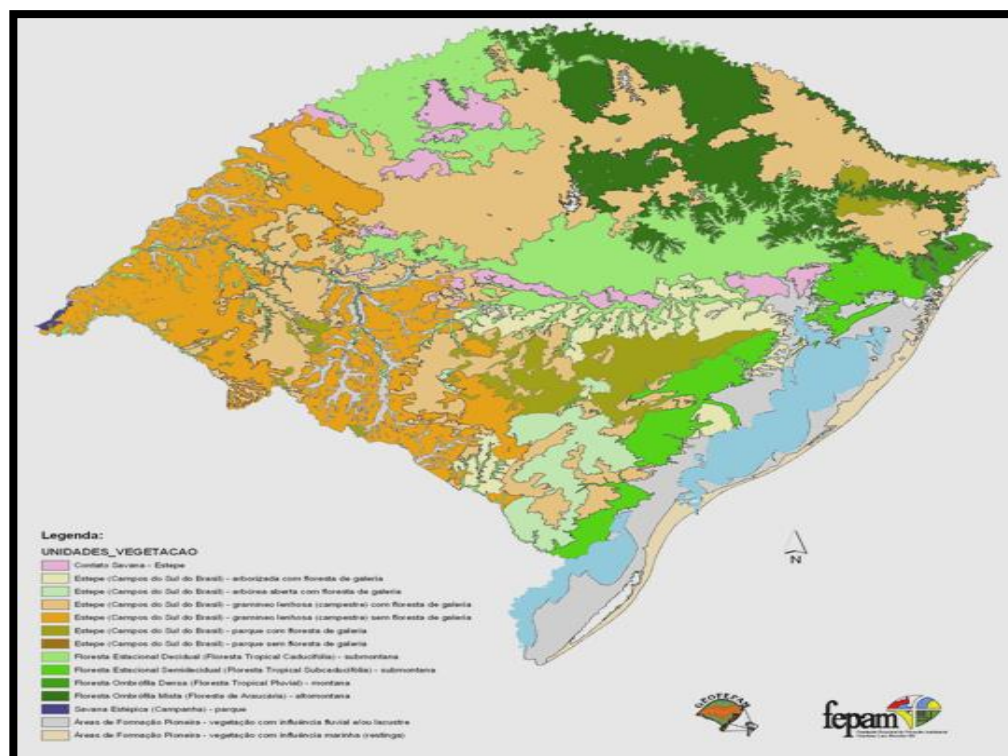 Legenda:
UNIDADES_VEGETACAO
Contato Savana - Estepe
Estepe (Campos do Sul do Brasil) - arborizada com floresta de galeria
Estepe (Campos do Sul do Brasil) - arbórea aberta com floresta de galeria
Estepe (Campos do Sul do Brasil) - gramineo lenhosa (campestre) com floresta de galeria
Estepe (Campos do Sul do Brasil) - gramineo lenhosa (campestre) sem floresta de galeria
Estepe (Campos do Sul do Brasil) - parque com floresta de galeria
Estepe (Campos do Sul do Brasil) - parque sem floresta de galeria
Floresta Estacional Decidual (Floresta Tropical Caducifólia) - submontana
Floresta Estacional Semidecidual (Floresta Tropical Subcaducifólia) - submontana
Floresta Ombrófila Densa (Floresta Tropical Pluvial) - montana
Floresta Ombrófila Mista (Floresta de Araucária) - altomontana
Savana Estépica (Campanha) - parque
Áreas de Formação Pioneira - vegetação com influência fluvial e/ou lacustre
Áreas de Formação Pioneira - vegetação com influência marinha (restinga)
N
GEOFEPAM
fepam